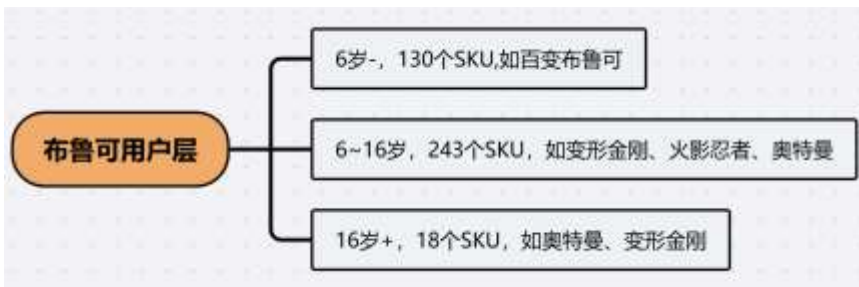 6岁-，130个SKU,如百变布鲁可
布鲁可用户层
6~16岁，243个SKU，如变形金刚、火影忍者、奥特曼
16岁+，18个SKU，如奥特曼、变形金刚